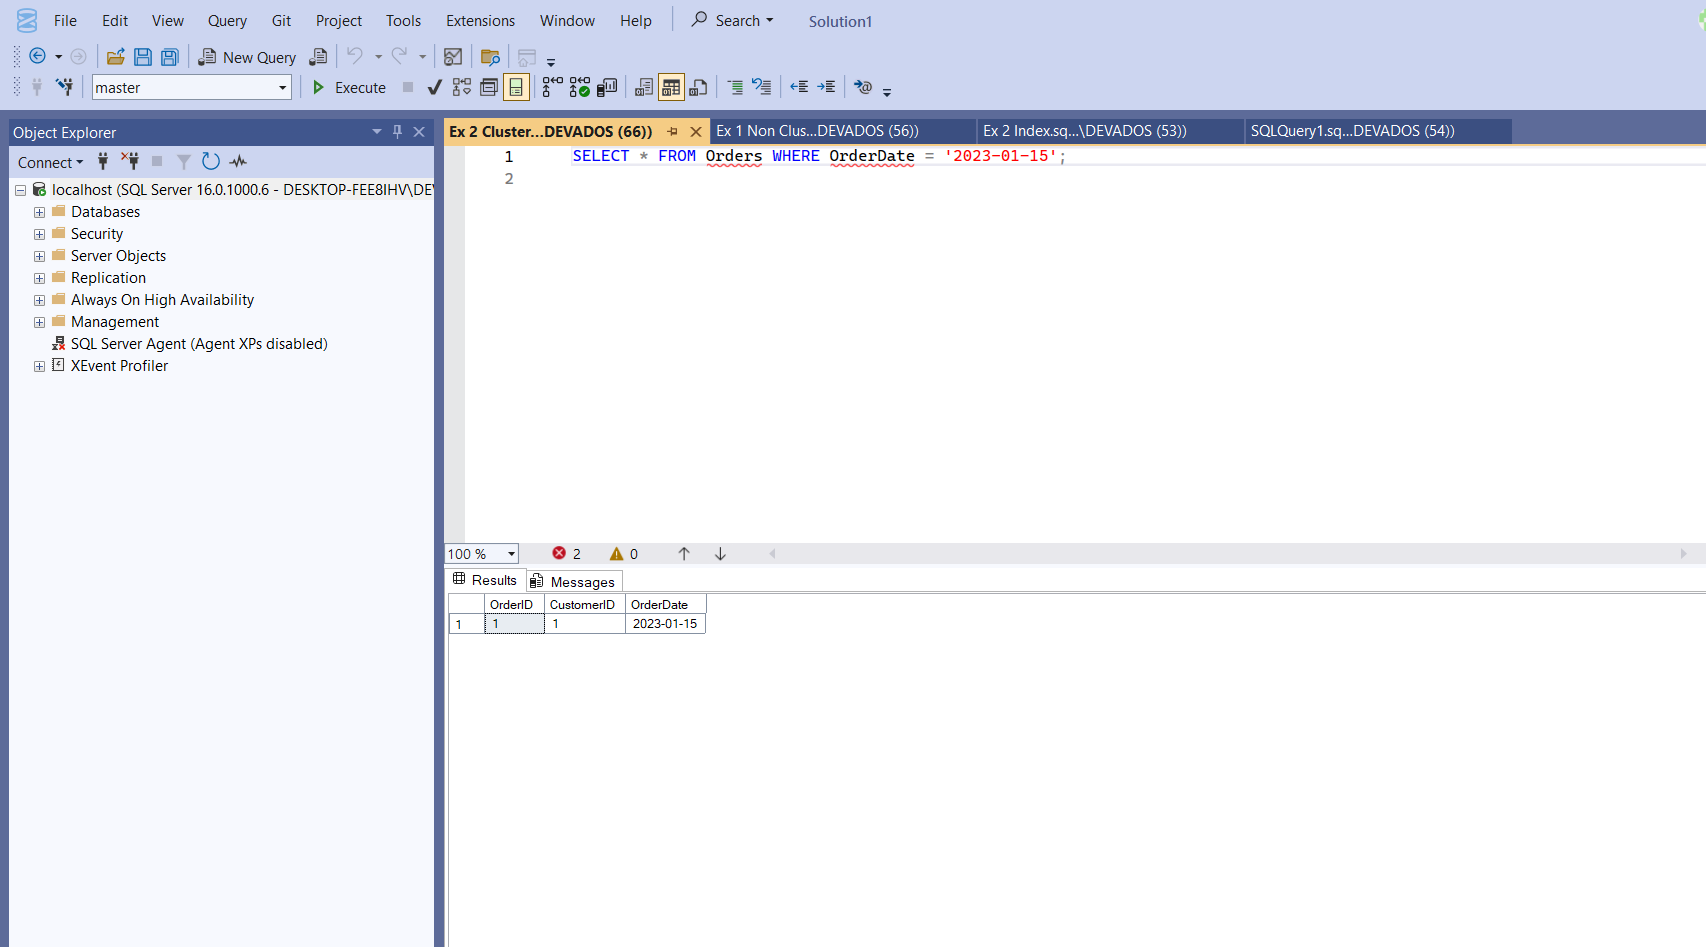 File Edit View Query Git Project Tools Extensions Window Help Search Solution1
New Query
master Execute
Object Explorer
Connect
localhost (SQL Server 16.0.1000.6 - DESKTOP-FEE8IHV\DE
Databases
Security
Server Objects
Replication
Always On High Availability
Management
SQL Server Agent (Agent XPs disabled)
XEvent Profiler
Ex 2 Cluster...DEVADOS (66)) Ex 1 Non Clus...DEVADOS (56)) Ex 2 Index.sq...\DEVADOS (53)) SQLQuery1.sq...DEVADOS (54))
1 SELECT * FROM Orders WHERE OrderDate = '2023-01-15';
2
100 % 2 0
Results Messages
OrderID CustomerID OrderDate
1 1 1 2023-01-15